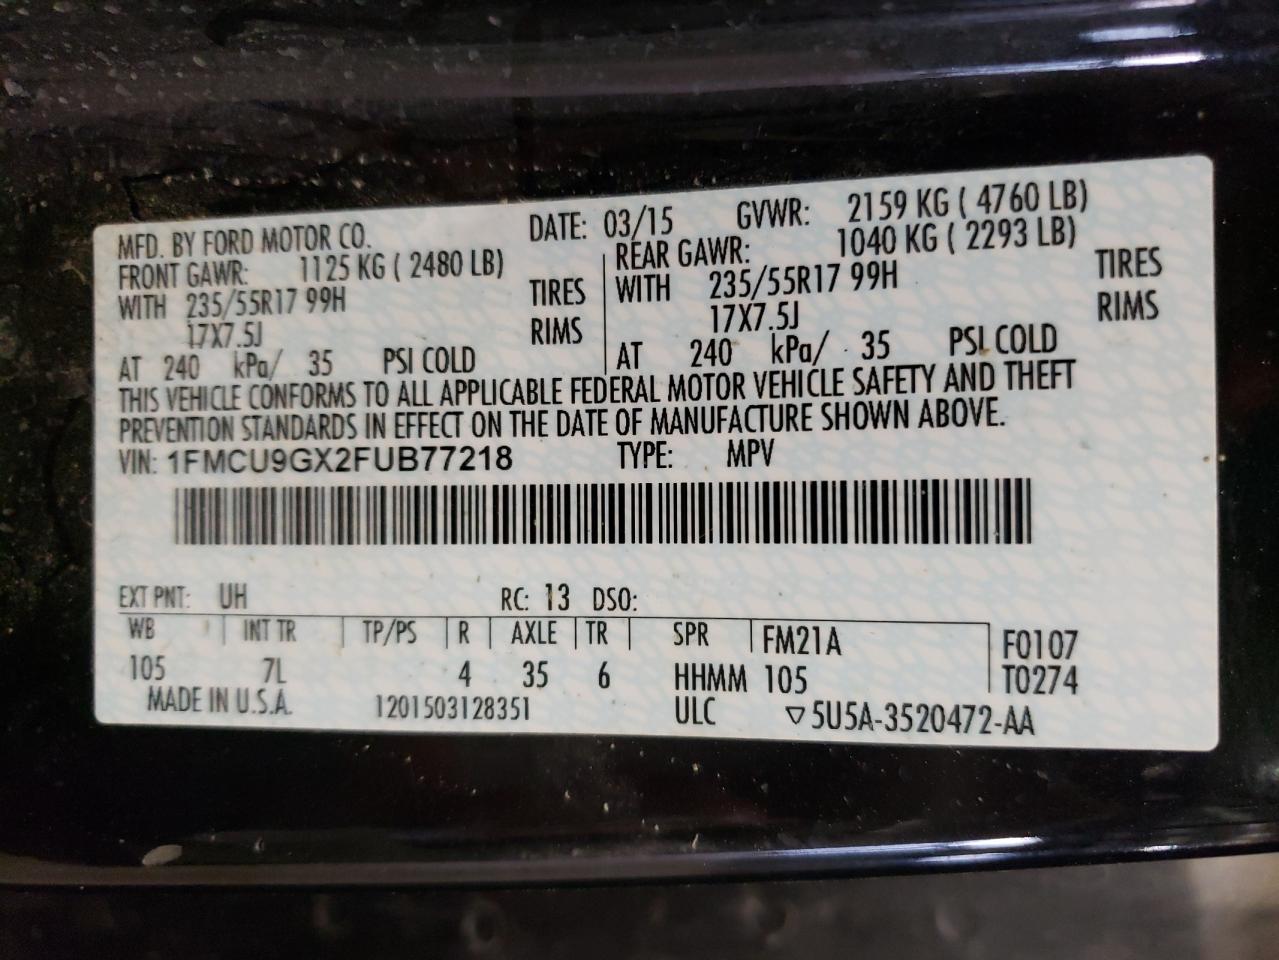 MFD. BY FORD MOTOR CO. DATE: 03/15 GVWR: 2159 KG ( 4760 LB)
FRONT GAWR: 1125 KG ( 2480 LB) REAR GAWR: 1040 KG ( 2293 LB)
WITH 235/55R17 99H TIRES WITH 235/55R17 99H TIRES
17X7.5J RIMS 17X7.5J RIMS
AT 240 kPa/ 35 PSI COLD AT 240 kPa/ 35 PSI COLD
THIS VEHICLE CONFORMS TO ALL APPLICABLE FEDERAL MOTOR VEHICLE SAFETY AND THEFT
PREVENTION STANDARDS IN EFFECT ON THE DATE OF MANUFACTURE SHOWN ABOVE.
VIN: 1FMCU9GX2FUB77218 TYPE: MPV
EXT PNT: UH RC: 13 DSO:
WB INT TR TP/PS R AXLE TR SPR FM21A F0107
105 7L 4 35 6 HHMM 105 T0274
MADE IN U.S.A. 1201503128351 ULC ▽5U5A-3520472-AA